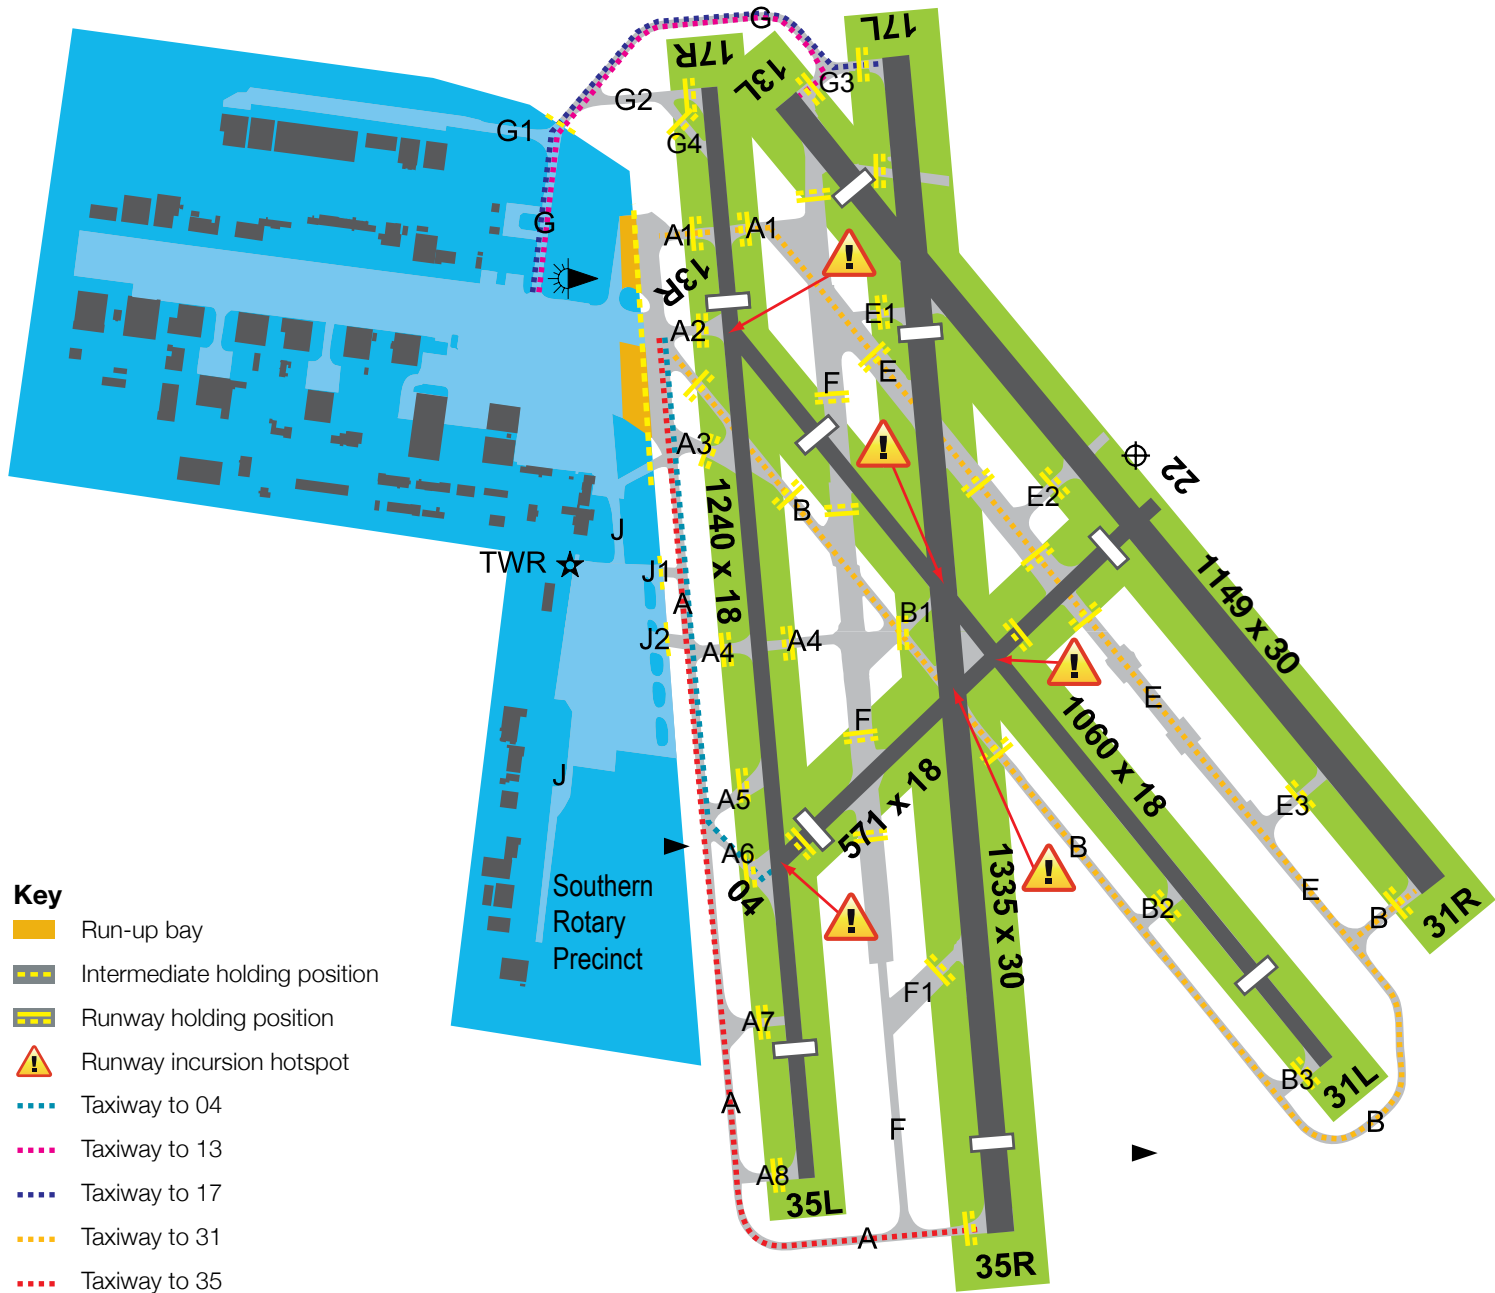 G
17R
13L
17L
G3
G2
G1
G4
G
A1
A1
13R
E1
A2
E
F
A3
22
E2
1240 x 18
B
J
TWR
J1
A
B1
1149 x 30
J2
A4
A4
E
F
1060 x 18
J
571 x 18
A5
E3
A6
B
04
1335 x 30
Southern
Rotary
Precinct
E
B2
B
31R
F1
A7
B3
31L
A
F
B
A8
35L
A
35R
Key
Run-up bay
Intermediate holding position
Runway holding position
! Runway incursion hotspot
Taxiway to 04
Taxiway to 13
Taxiway to 17
Taxiway to 31
Taxiway to 35
!
!
!
!
!